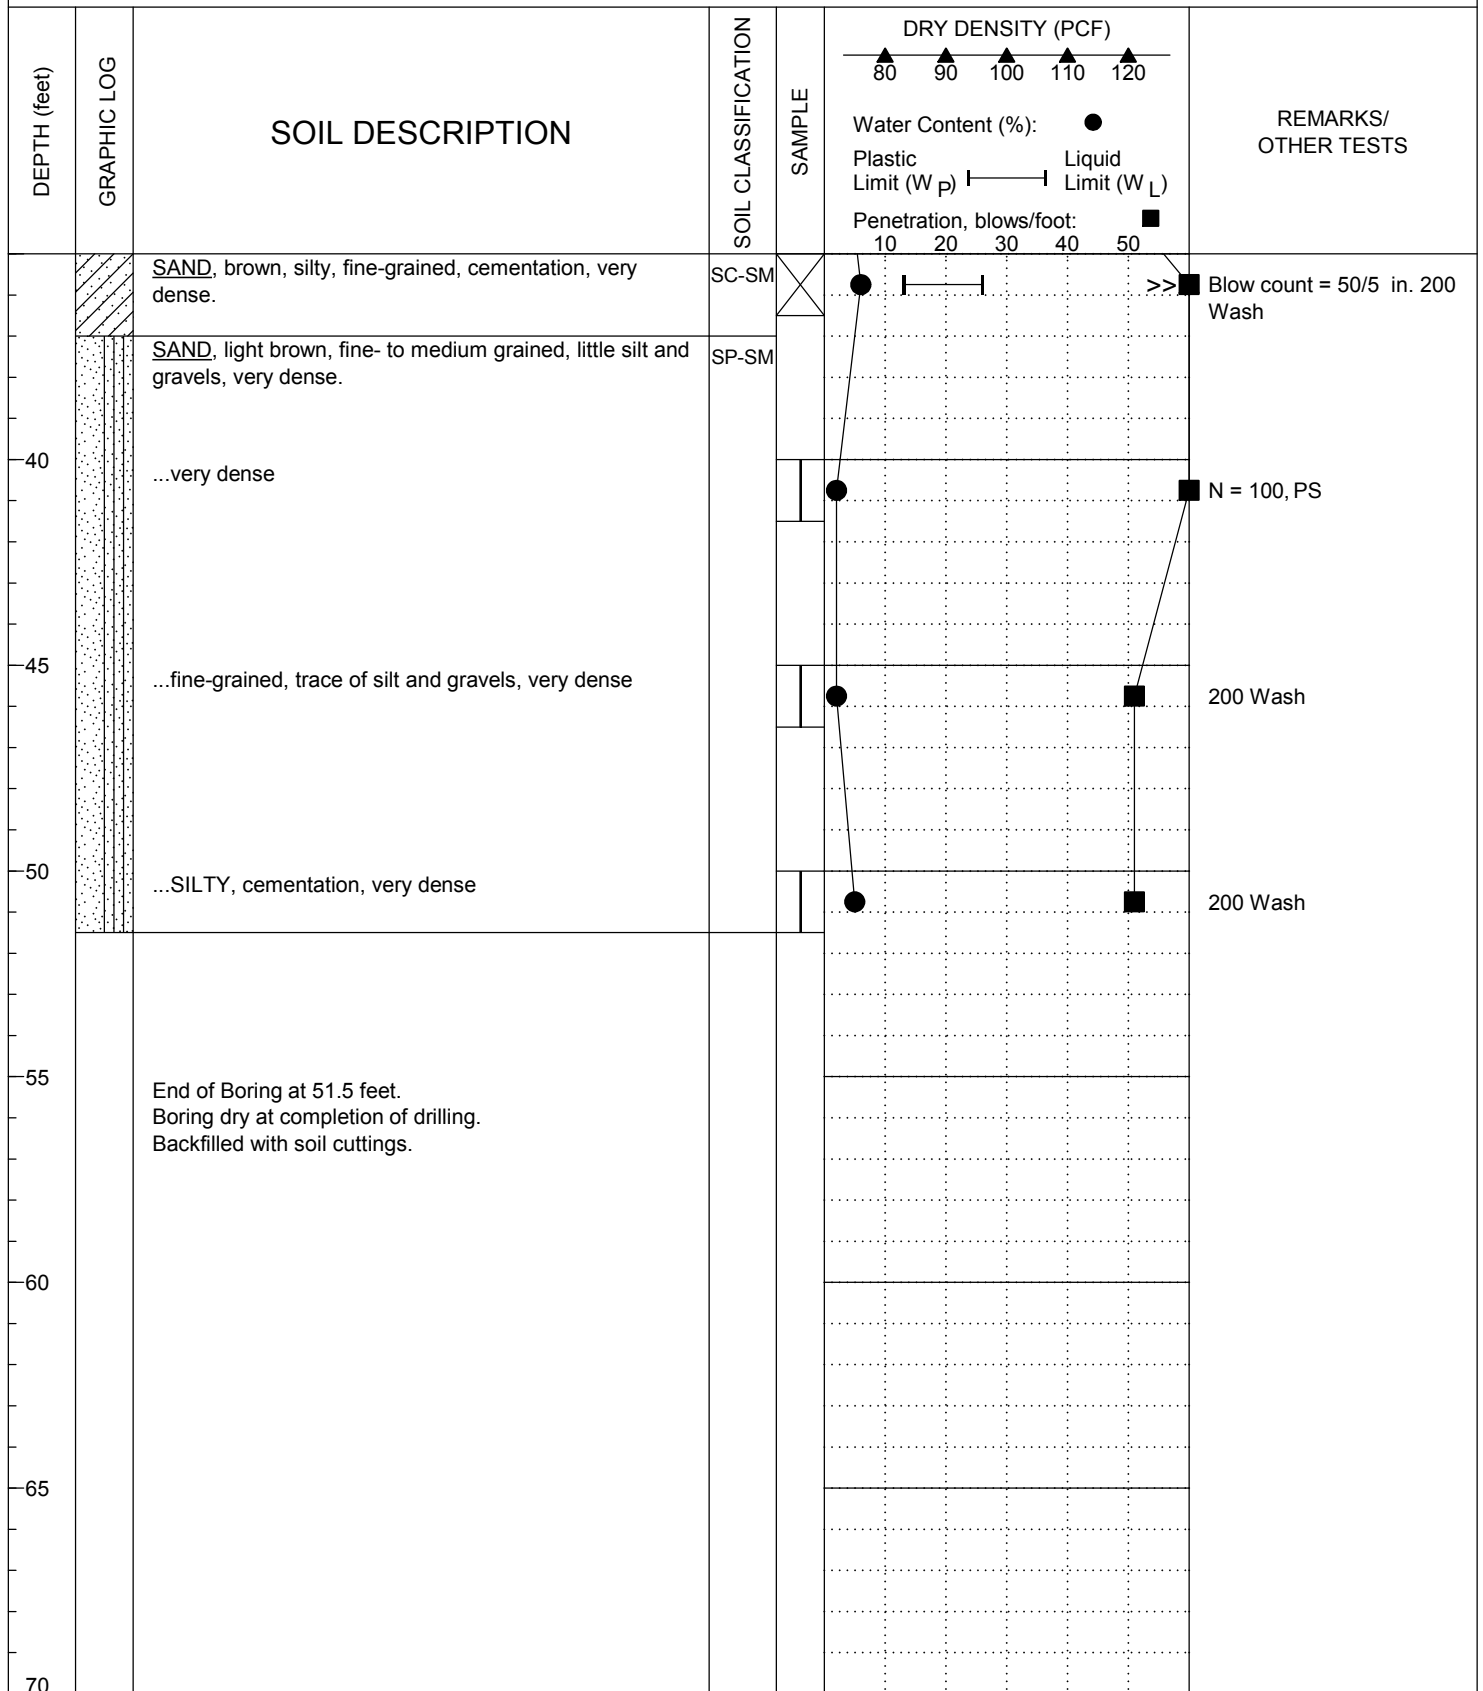 DEPTH (feet)
GRAPHIC LOG
SOIL DESCRIPTION
SOIL CLASSIFICATION
SAMPLE
DRY DENSITY (PCF)
80 90 100 110 120
Water Content (%):
Plastic Limit (W P)
Liquid Limit (W L)
Penetration, blows/foot:
10 20 30 40 50
REMARKS/
OTHER TESTS
SAND, brown, silty, fine-grained, cementation, very
dense.
SC-SM
>>
Blow count = 50/5 in. 200
Wash
SAND, light brown, fine- to medium grained, little silt and
gravels, very dense.
SP-SM
40
...very dense
N = 100, PS
45
...fine-grained, trace of silt and gravels, very dense
200 Wash
50
...SILTY, cementation, very dense
200 Wash
55
End of Boring at 51.5 feet.
Boring dry at completion of drilling.
Backfilled with soil cuttings.
60
65
70